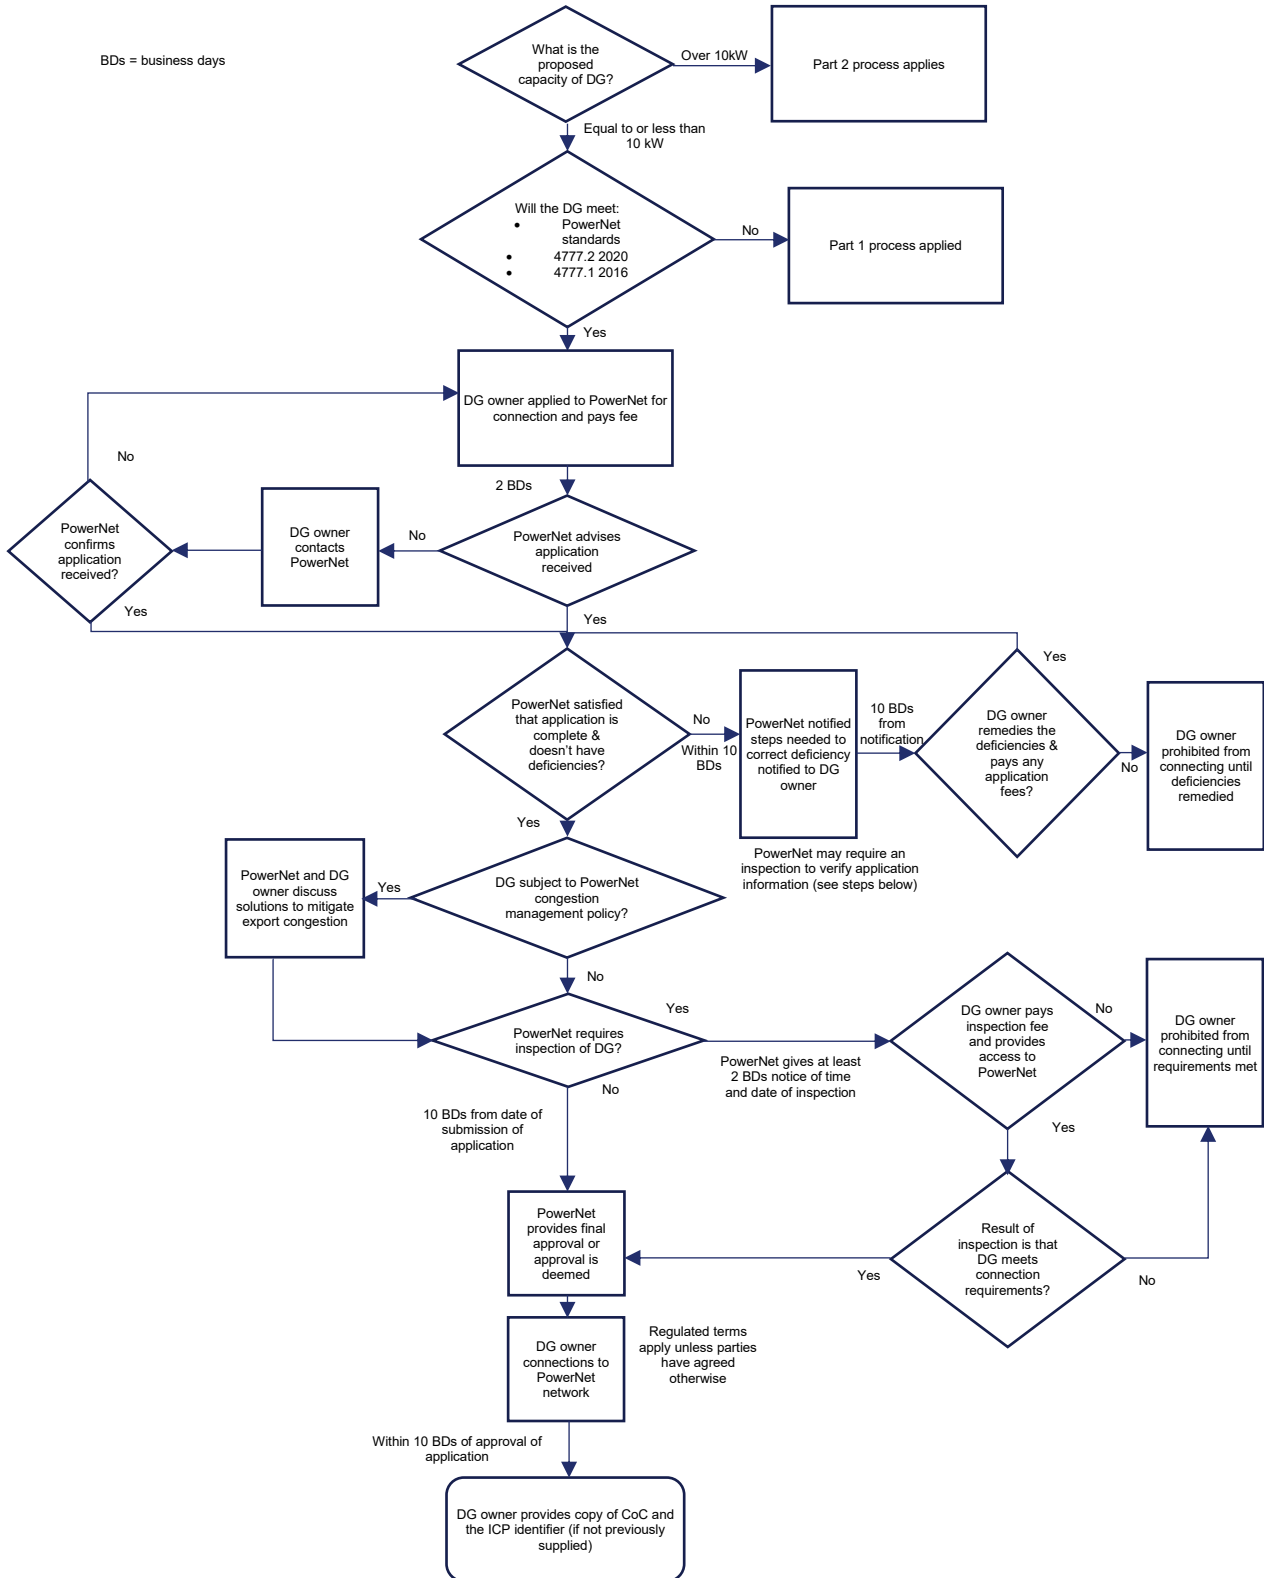 BDs = business days
What is the
proposed
capacity of DG?
Over 10kW
Part 2 process applies
Equal to or less than
10 kW
Will the DG meet:
• PowerNet
standards
• 4777.2 2020
• 4777.1 2016
No
Part 1 process applied
Yes
DG owner applied to PowerNet for
connection and pays fee
No
2 BDs
PowerNet
confirms
application
received?
DG owner
contacts
PowerNet
No
PowerNet advises
application
received
Yes
Yes
PowerNet satisfied
that application is
complete &
doesn't have
deficiencies?
No
Within 10
BDs
PowerNet notified
steps needed to
correct deficiency
notified to DG
owner
10 BDs
from
notification
Yes
DG owner
remedies the
deficiencies &
pays any
application
fees?
No
DG owner
prohibited from
connecting until
deficiencies
remedied
Yes
PowerNet may require an
inspection to verify application
information (see steps below)
PowerNet and DG
owner discuss
solutions to mitigate
export congestion
Yes
DG subject to PowerNet
congestion
management policy?
No
PowerNet requires
inspection of DG?
Yes
PowerNet gives at least
2 BDs notice of time
and date of inspection
DG owner pays
inspection fee
and provides
access to
PowerNet
No
DG owner
prohibited from
connecting until
requirements met
No
10 BDs from date of
submission of
application
Yes
PowerNet
provides final
approval or
approval is
deemed
Yes
Result of
inspection is that
DG meets
connection
requirements?
No
DG owner
connections to
PowerNet
network
Regulated terms
apply unless parties
have agreed
otherwise
Within 10 BDs of approval of
application
DG owner provides copy of CoC and
the ICP identifier (if not previously
supplied)